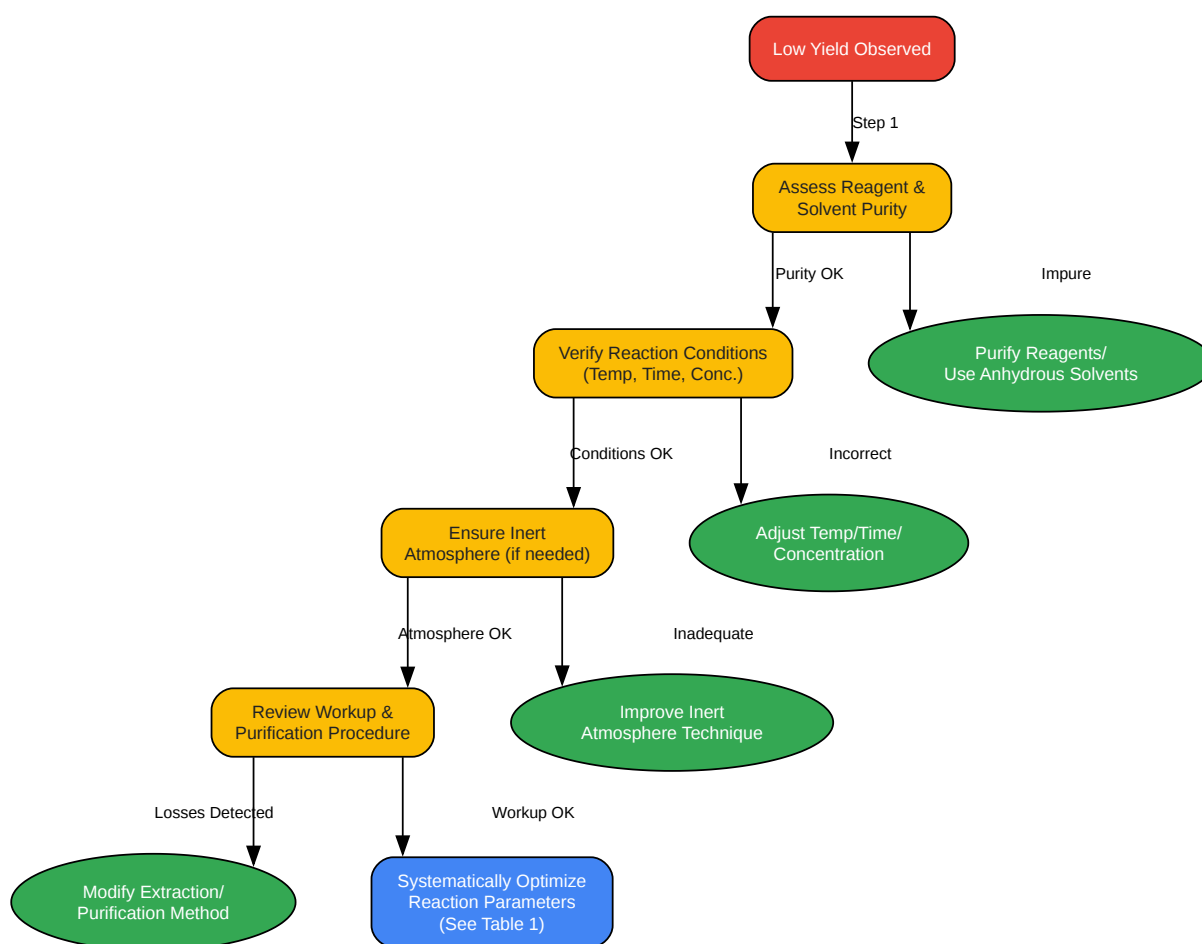 Low Yield Observed
Step 1
Assess Reagent &
Solvent Purity
Purity OK
Impure
Verify Reaction Conditions
(Temp, Time, Conc.)
Purify Reagents/
Use Anhydrous Solvents
Conditions OK
Incorrect
Ensure Inert
Atmosphere (if needed)
Adjust Temp/Time/
Concentration
Atmosphere OK
Inadequate
Review Workup &
Purification Procedure
Improve Inert
Atmosphere Technique
Losses Detected
Workup OK
Modify Extraction/
Purification Method
Systematically Optimize
Reaction Parameters
(See Table 1)